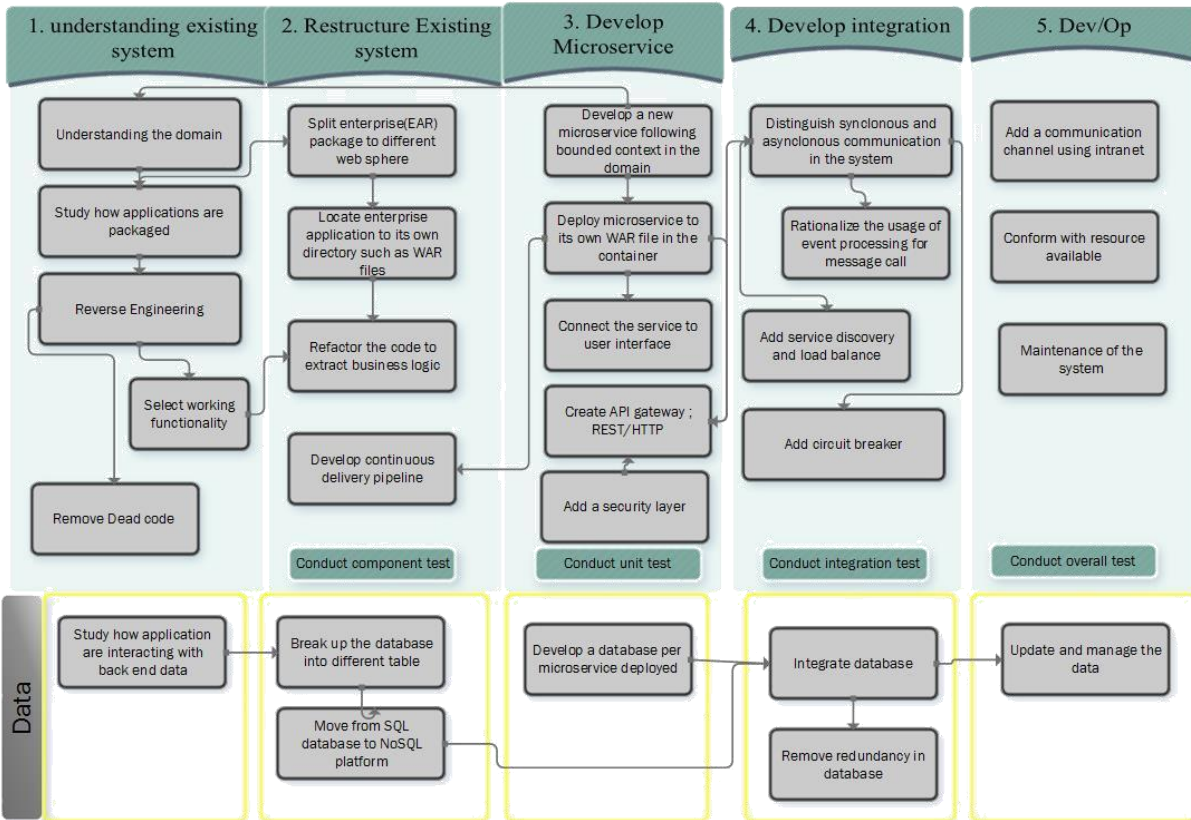 1. understanding existing
system
2. Restructure Existing
system
3. Develop
Microservice
4. Develop integration
5. Dev/Op
Understanding the domain
Study how applications are
packaged
Reverse Engineering
Select working
functionality
Remove Dead code
Split enterprise(EAR)
package to different
web sphere
Locate enterprise
application to its own
directory such as WAR
files
Refactor the code to
extract business logic
Develop continuous
delivery pipeline
Conduct component test
Develop a new
microservice following
bounded context in the
domain
Deploy microservice to
its own WAR file in the
container
Connect the service to
user interface
Create API gateway ;
REST/HTTP
Add a security layer
Conduct unit test
Distinguish synclonous and
asynclonous communication
in the system
Rationalize the usage of
event processing for
message call
Add service discovery
and load balance
Add circuit breaker
Conduct integration test
Add a communication
channel using intranet
Conform with resource
available
Maintenance of the
system
Conduct overall test
Data
Study how application
are interacting with
back end data
Break up the database
into different table
Move from SQL
database to NoSQL
platform
Develop a database per
microservice deployed
Integrate database
Remove redundancy in
database
Update and manage the
data